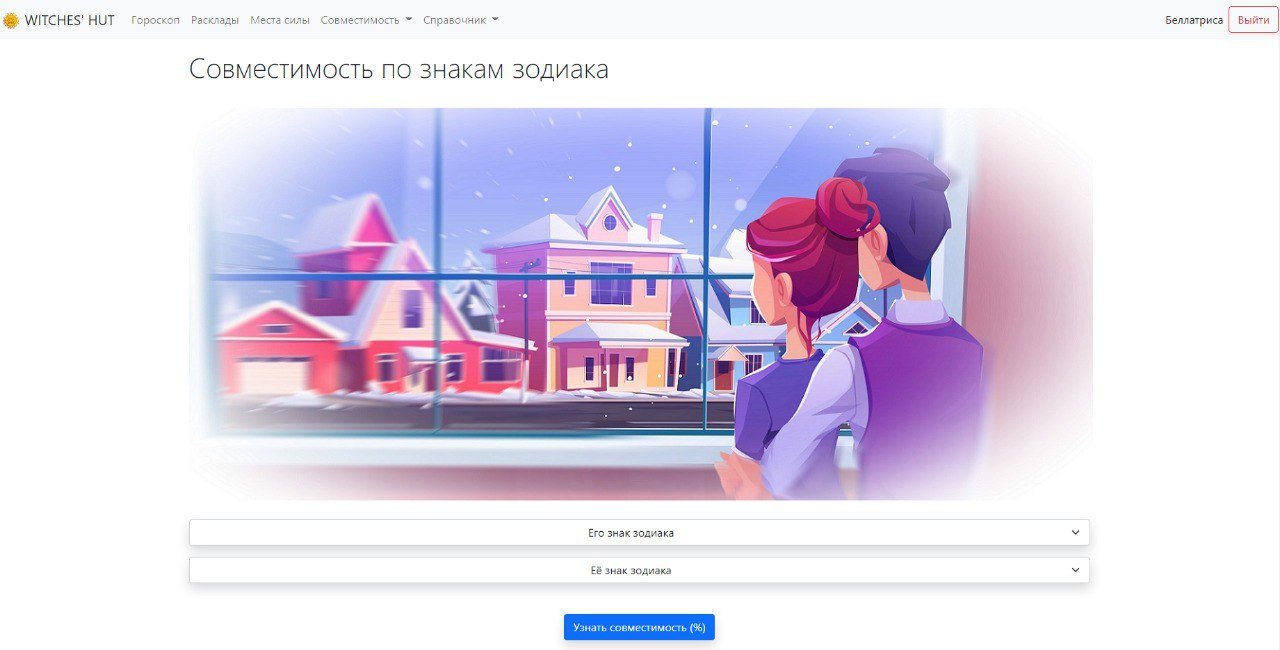 WITCHES' HUT Гороскоп Расклады Места силы Совместимость Справочник Беллатриса Выйти
Совместимость по знакам зодиака
Его знак зодиака
Её знак зодиака
Узнать совместимость (%)